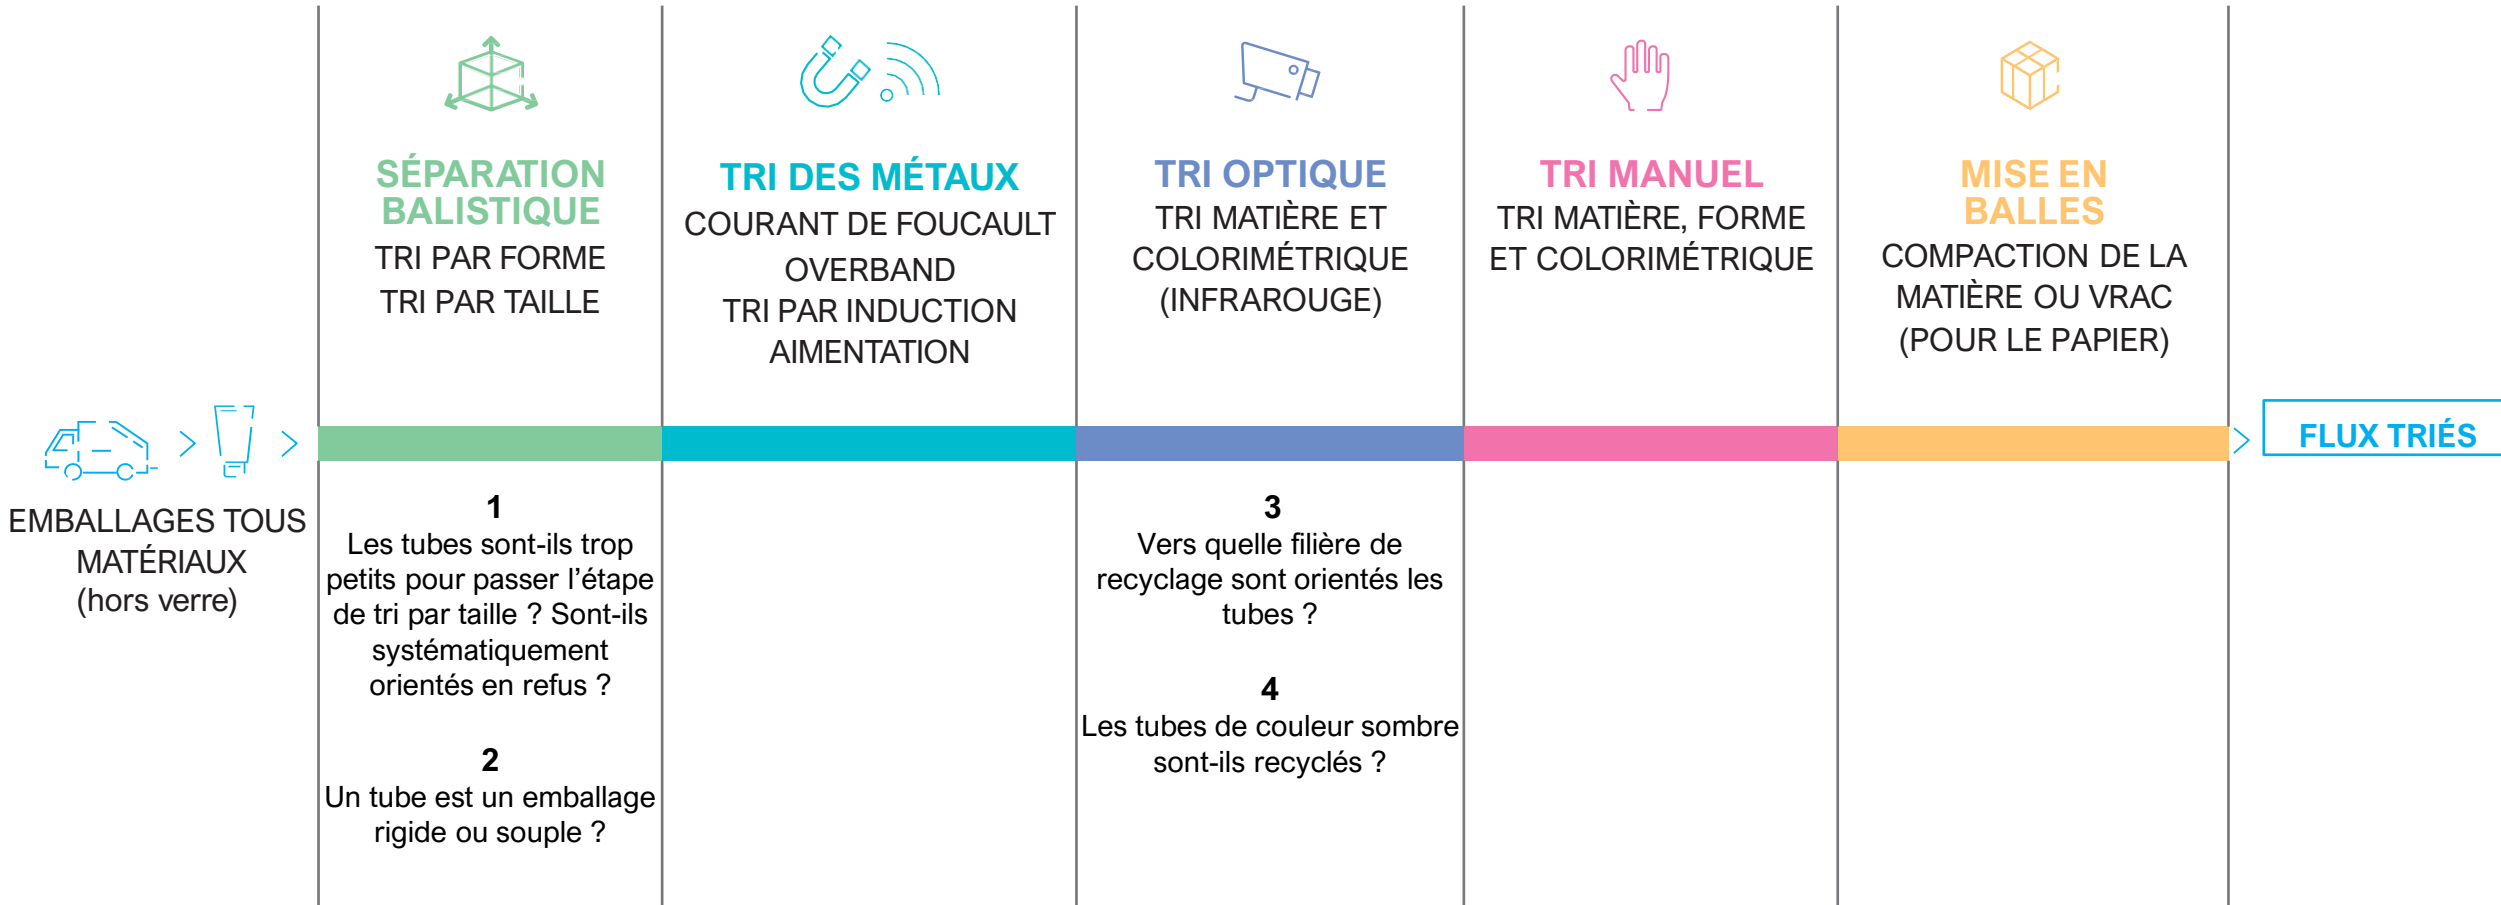 EMBALLAGES TOUS
MATÉRIAUX
(hors verre)
SÉPARATION
BALISTIQUE
TRI PAR FORME
TRI PAR TAILLE
1
Les tubes sont-ils trop
petits pour passer l’étape
de tri par taille ? Sont-ils
systématiquement
orientés en refus ?
2
Un tube est un emballage
rigide ou souple ?
TRI DES MÉTAUX
COURANT DE FOUCAULT
OVERBAND
TRI PAR INDUCTION
AIMENTATION
TRI OPTIQUE
TRI MATIÈRE ET
COLORIMÉTRIQUE
(INFRAROUGE)
3
Vers quelle filière de
recyclage sont orientés les
tubes ?
4
Les tubes de couleur sombre
sont-ils recyclés ?
TRI MANUEL
TRI MATIÈRE, FORME
ET COLORIMÉTRIQUE
MISE EN
BALLES
COMPACTION DE LA
MATIÈRE OU VRAC
(POUR LE PAPIER)
FLUX TRIÉS